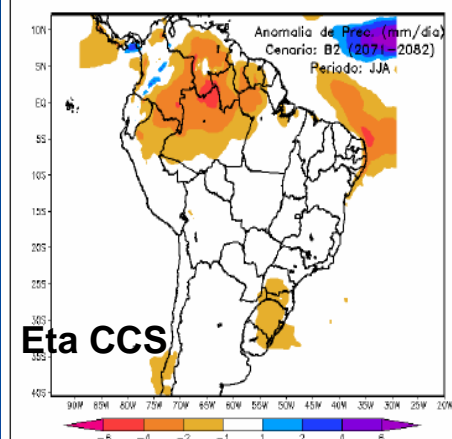 Anomalia de Prec. (mm/dia)
Cenario: B2 (2071-2082)
Periodo: JJA
10N
5N
EQ
5S
10S
15S
20S
25S
30S
35S
40S
Eta CCS
90W 85W 80W 75W 70W 65W 60W 55W 50W 45W 40W 35W 30W 25W 20W
-6 -4 -2 -1 1 2 4 6